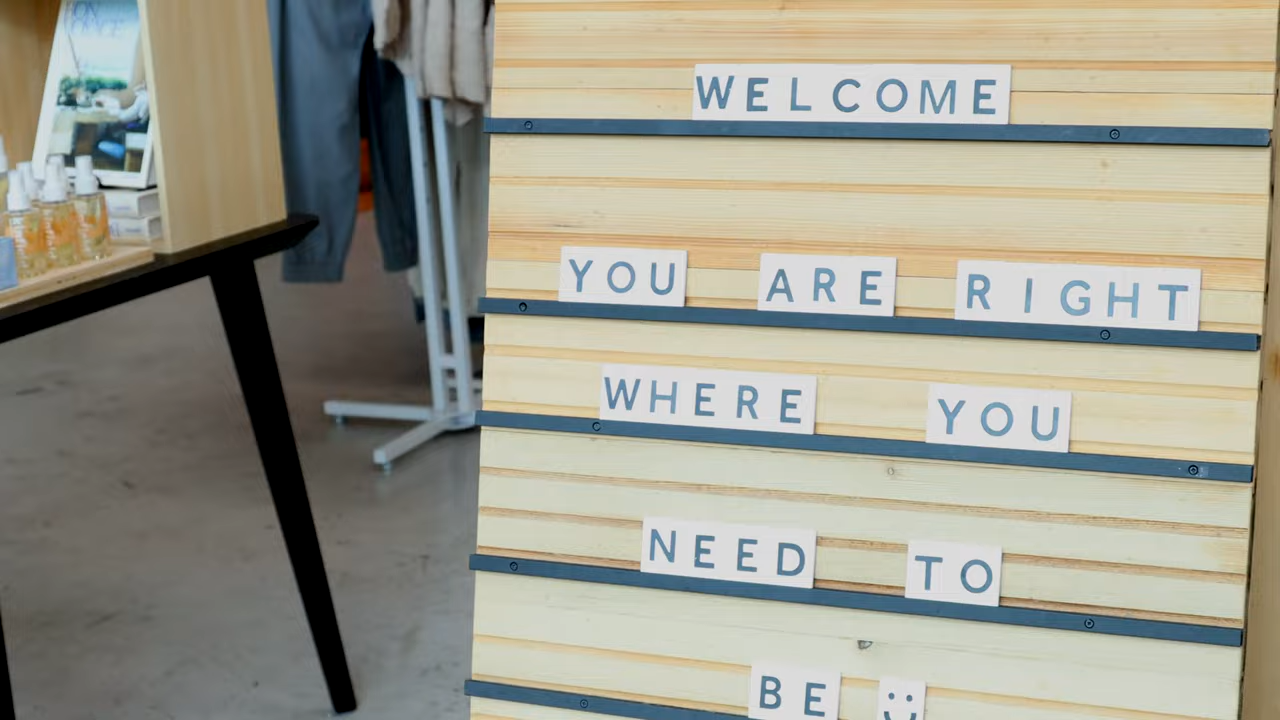 WELCOME
YOU ARE RIGHT
WHERE YOU
NEED TO
BE :)